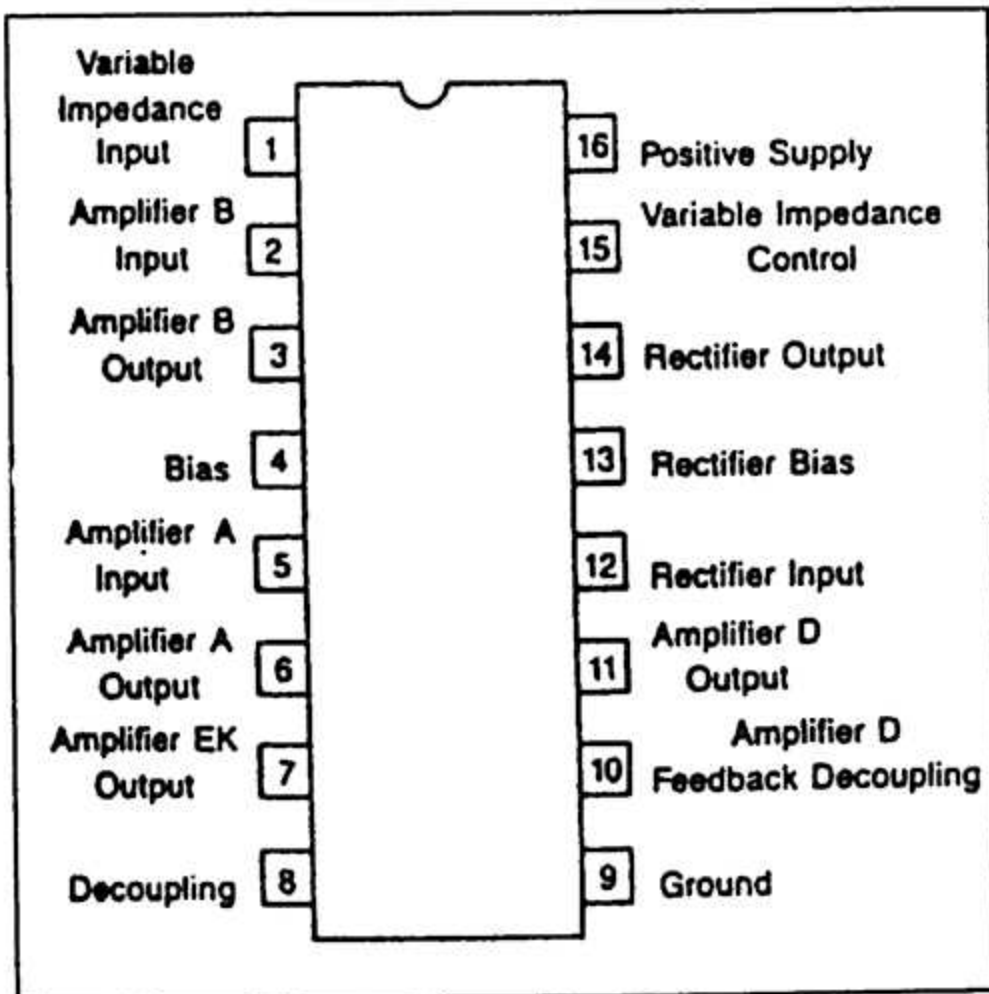 Variable
Impedance
Input
1
Amplifier B
Input
2
Amplifier B
Output
3
Bias
4
Amplifier A
Input
5
Amplifier A
Output
6
Amplifier EK
Output
7
Decoupling
8
16
Positive Supply
15
Variable Impedance
Control
14
Rectifier Output
13
Rectifier Bias
12
Rectifier Input
11
Amplifier D
Output
10
Amplifier D
Feedback Decoupling
9
Ground